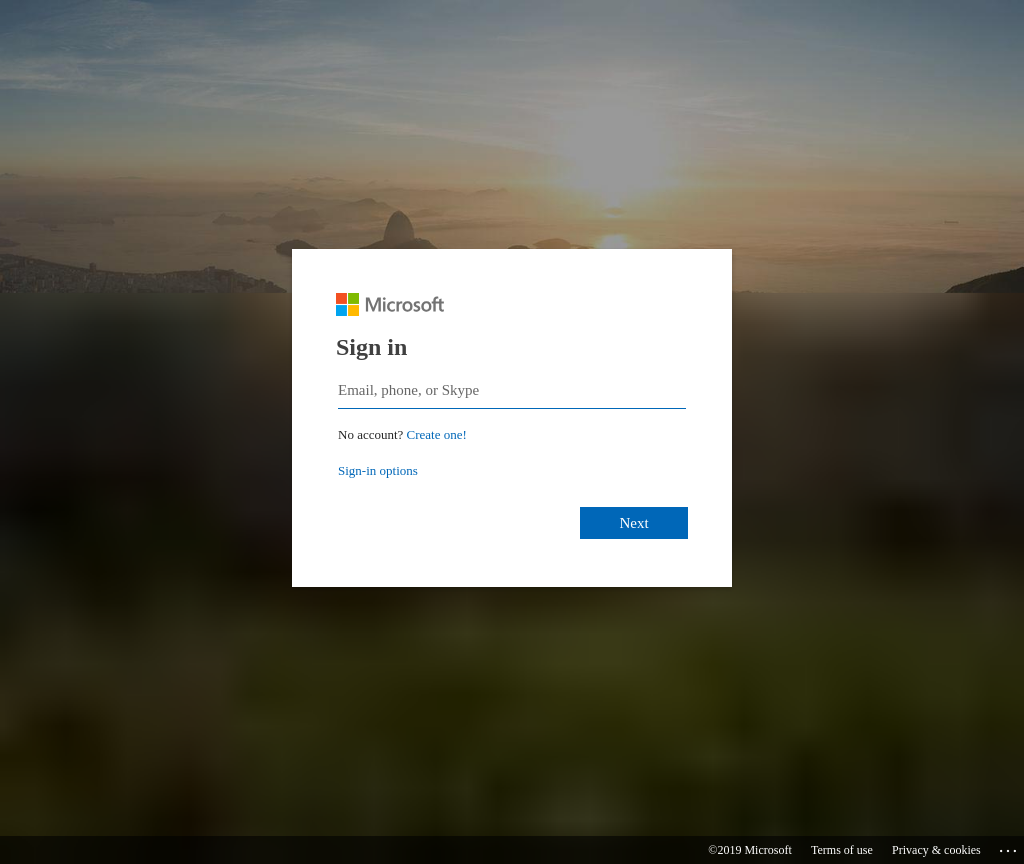 Microsoft
Sign in
Email, phone, or Skype
No account? Create one!
Sign-in options
Next
©2019 Microsoft Terms of use Privacy & cookies ...